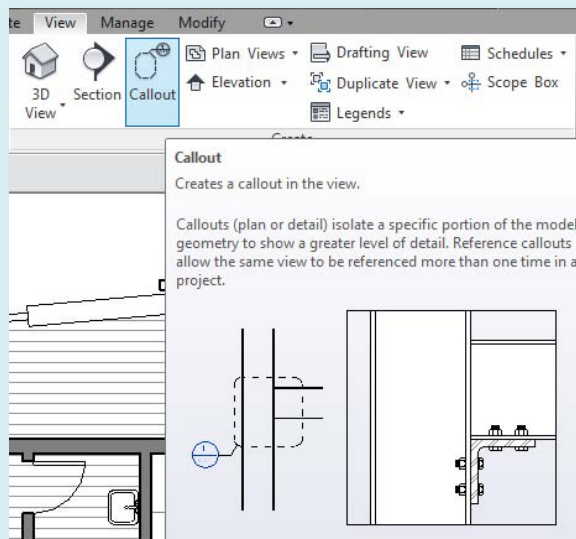 te View Manage Modify
Plan Views Drafting View Schedules
Elevation Duplicate View Scope Box
3D View Section Callout
Legends
Create
Callout
Creates a callout in the view.
Callouts (plan or detail) isolate a specific portion of the model
geometry to show a greater level of detail. Reference callouts
allow the same view to be referenced more than one time in a
project.